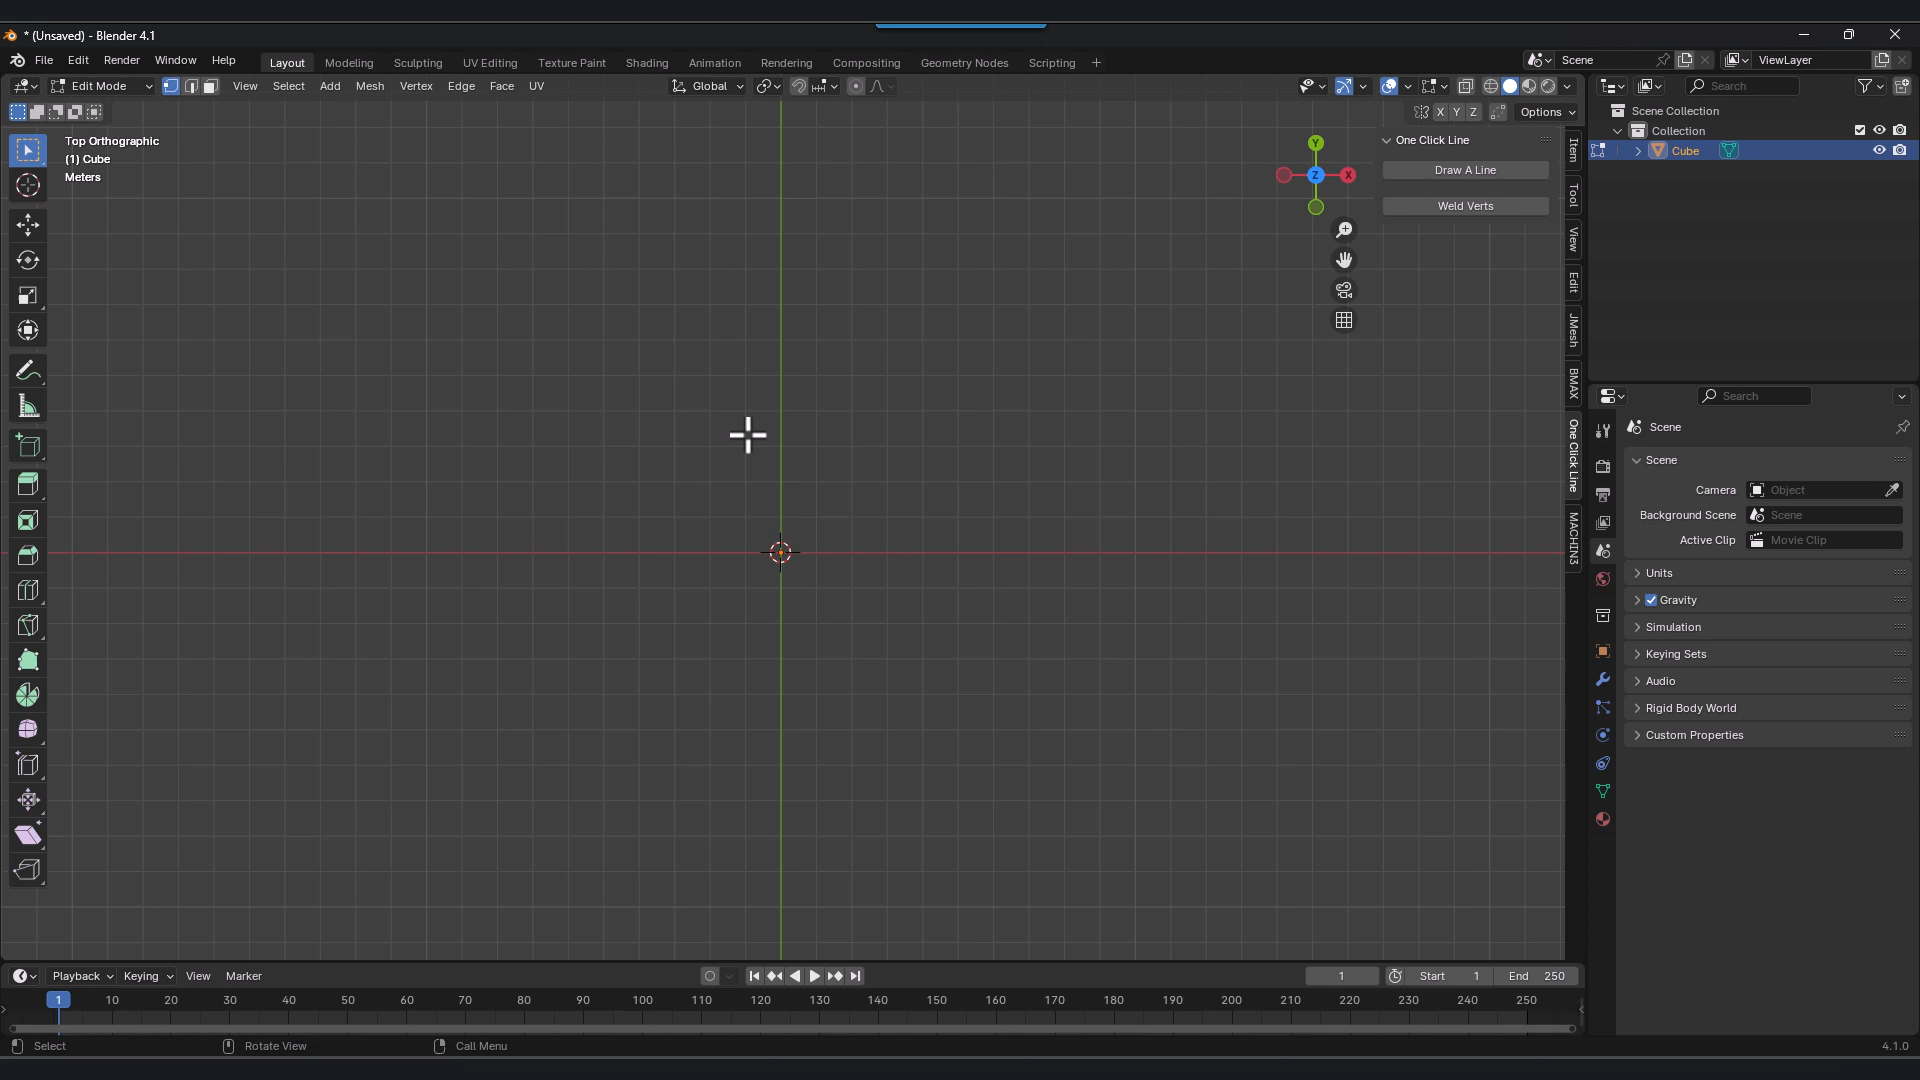 * (Unsaved) - Blender 4.1
File Edit Render Window Help
Layout Modeling Sculpting UV Editing Texture Paint Shading Animation Rendering Compositing Geometry Nodes Scripting +
Scene
ViewLayer
Edit Mode
View Select Add Mesh Vertex Edge Face UV
Global
Search
X Y Z
Options
Scene Collection
Collection
Cube
Top Orthographic
(1) Cube
Meters
Y
Z
X
One Click Line
Draw A Line
Weld Verts
Item
Tool
View
Edit
JMesh
BMAX
One Click Line
MACHIN3
Search
Scene
Scene
Camera Object
Background Scene Scene
Active Clip Movie Clip
Units
Gravity
Simulation
Keying Sets
Audio
Rigid Body World
Custom Properties
Playback Keying View Marker
1
Start 1
End 250
1 10 20 30 40 50 60 70 80 90 100 110 120 130 140 150 160 170 180 190 200 210 220 230 240 250
Select
Rotate View
Call Menu
4.1.0